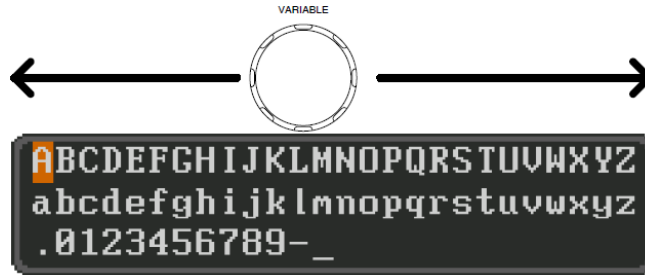 VARIABLE
ABCDEFGHIJKLMNOPQRSTUVWXYZ
abcdefghijklmnopqrstuvwxyz
.0123456789-_